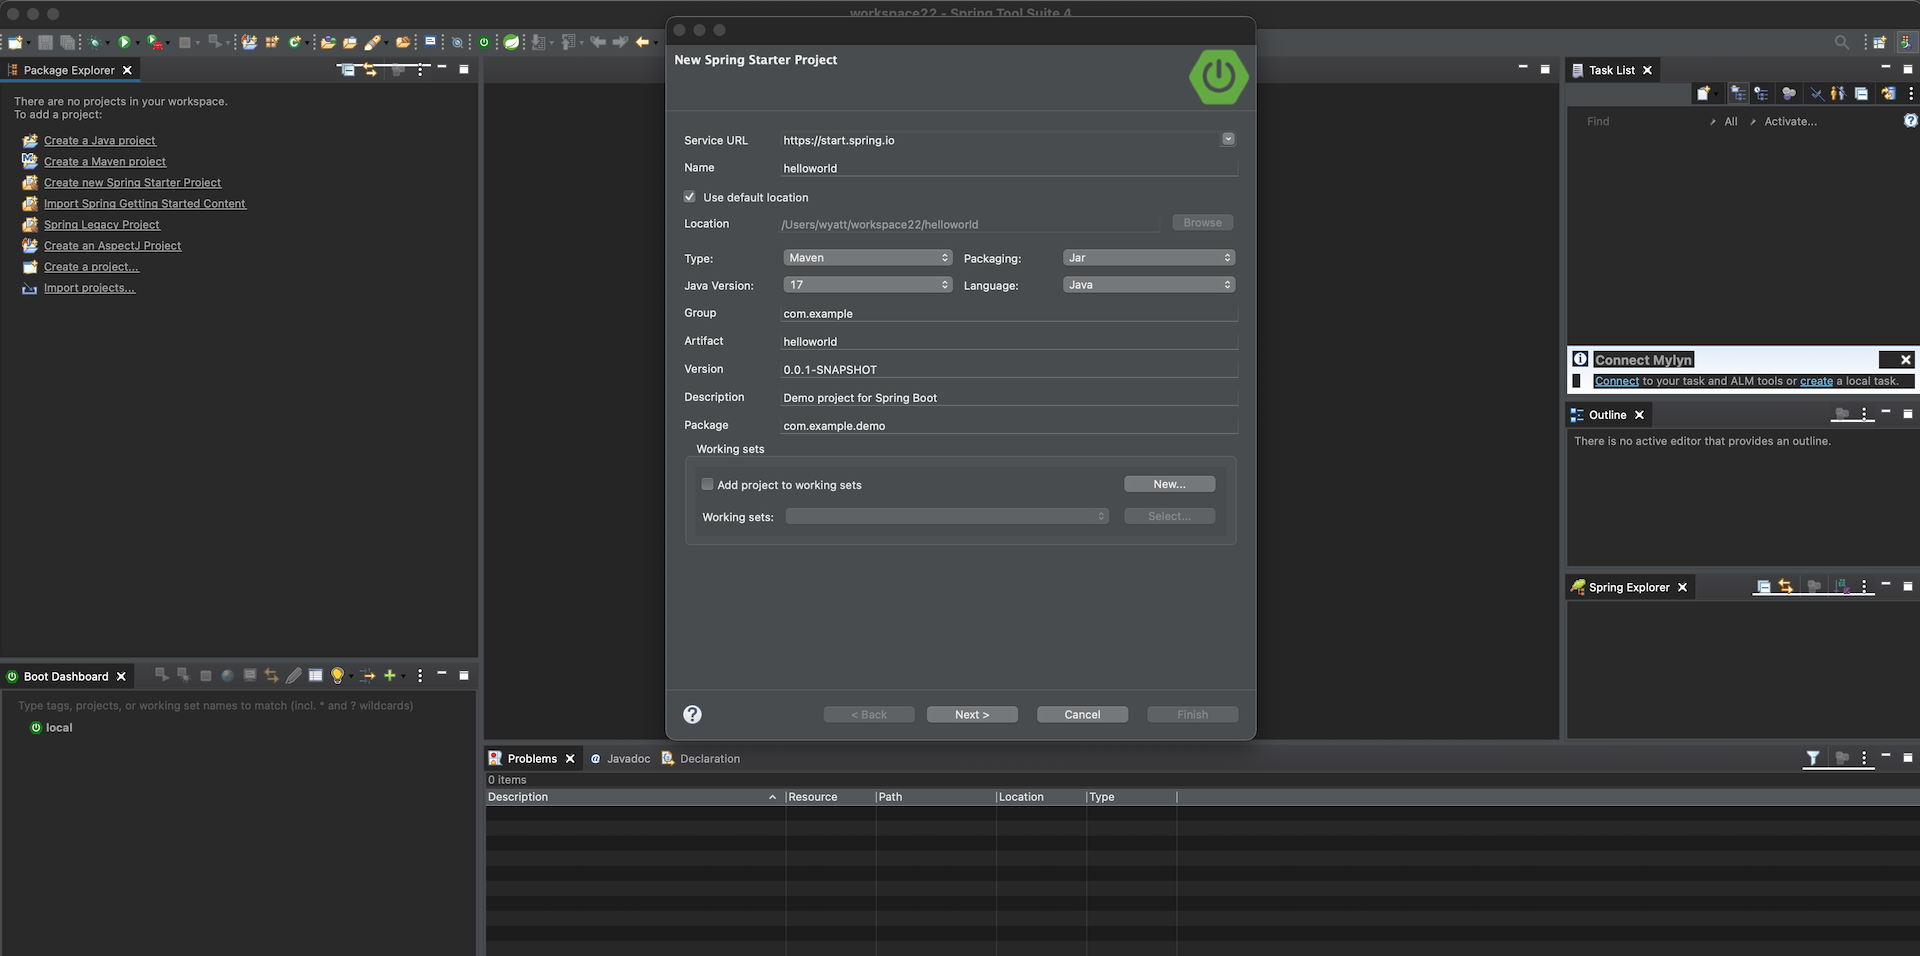 workspace22 - Spring Tool Suite 4
Package Explorer
There are no projects in your workspace.
To add a project:
Create a Java project
Create a Maven project
Create new Spring Starter Project
Import Spring Getting Started Content
Spring Legacy Project
Create an AspectJ Project
Create a project...
Import projects...
Boot Dashboard
Type tags, projects, or working set names to match (incl. * and ? wildcards)
local
New Spring Starter Project
Service URL https://start.spring.io
Name helloworld
Use default location
Location /Users/wyatt/workspace22/helloworld Browse
Type: Maven Packaging: Jar
Java Version: 17 Language: Java
Group com.example
Artifact helloworld
Version 0.0.1-SNAPSHOT
Description Demo project for Spring Boot
Package com.example.demo
Working sets
Add project to working sets New...
Working sets: Select...
? < Back Next > Cancel Finish
Problems Javadoc Declaration
0 items
Description Resource Path Location Type
Task List
Find All Activate...
Connect Mylyn
Connect to your task and ALM tools or create a local task.
Outline
There is no active editor that provides an outline.
Spring Explorer